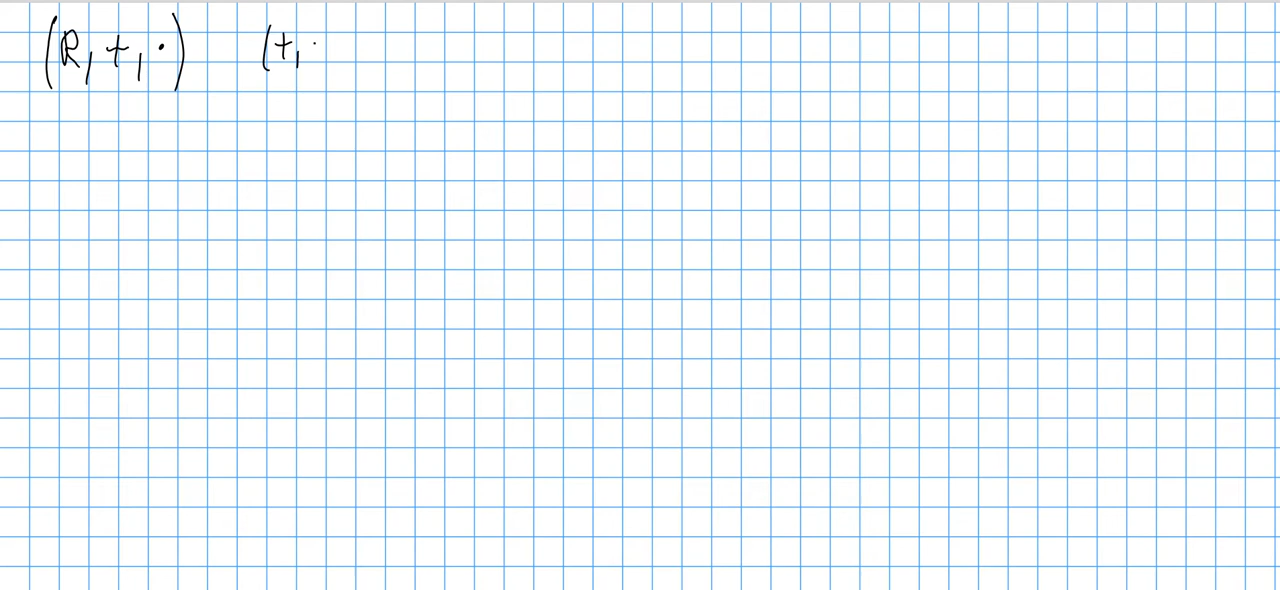 (R, +, ·) (+, ·